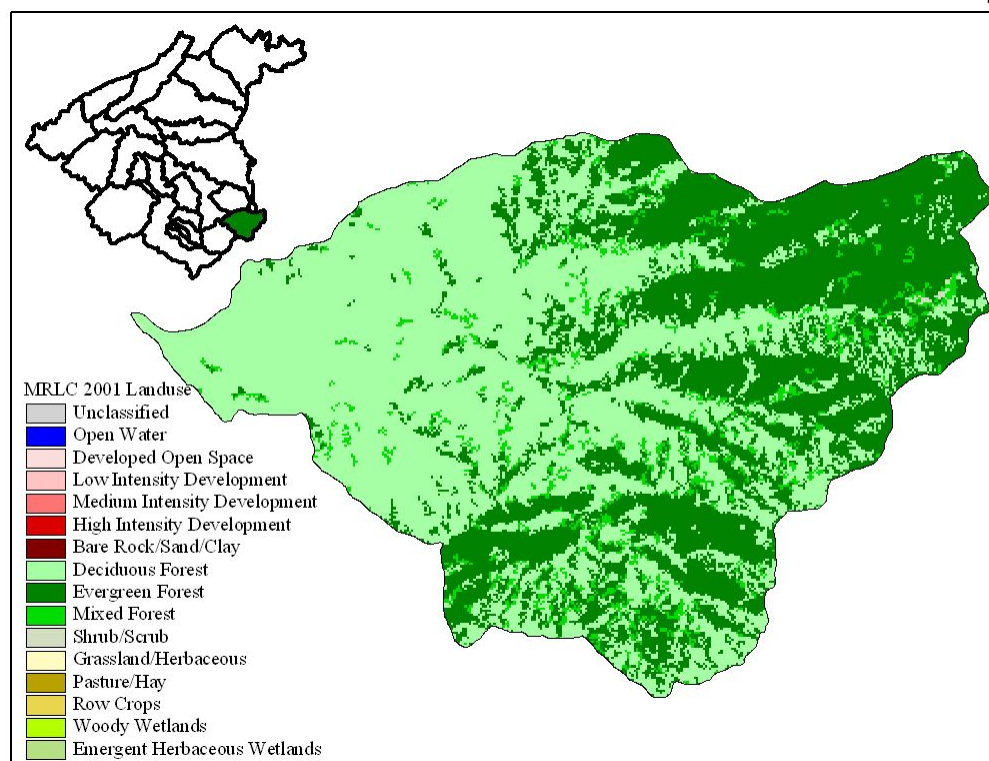 MRLC 2001 Landuse
Unclassified
Open Water
Developed Open Space
Low Intensity Development
Medium Intensity Development
High Intensity Development
Bare Rock/Sand/Clay
Deciduous Forest
Evergreen Forest
Mixed Forest
Shrub/Scrub
Grassland/Herbaceous
Pasture/Hay
Row Crops
Woody Wetlands
Emergent Herbaceous Wetlands